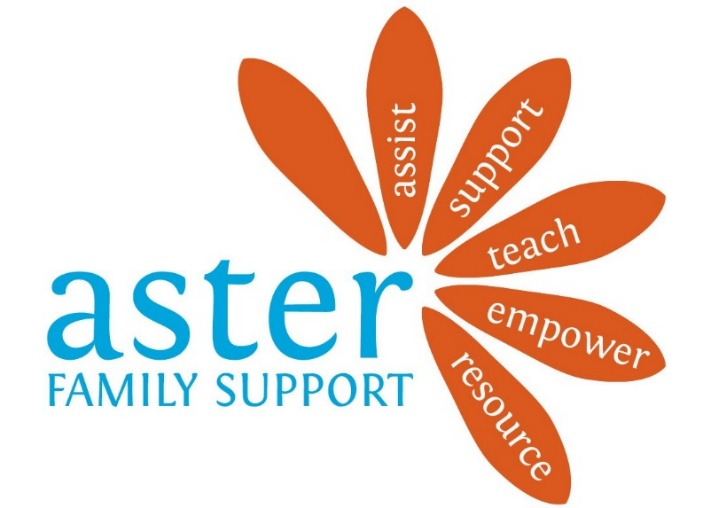 assist
support
teach
empower
resource
aster
FAMILY SUPPORT